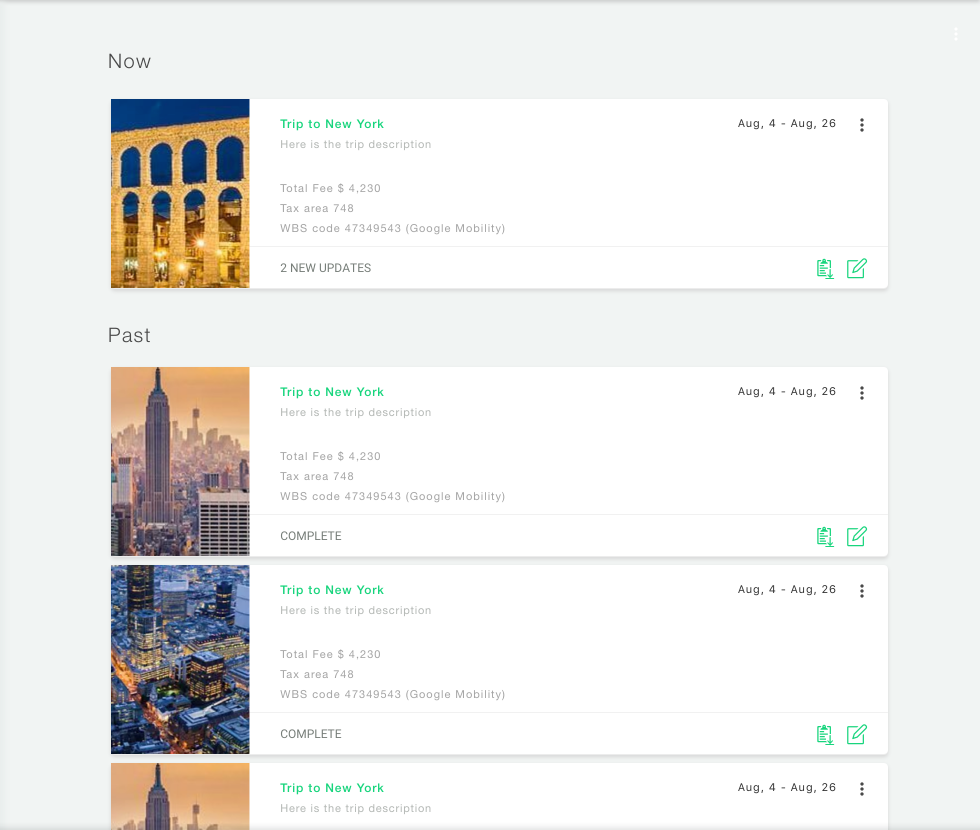 Now
Trip to New York
Aug, 4 - Aug, 26
Here is the trip description
Total Fee $ 4,230
Tax area 748
WBS code 47349543 (Google Mobility)
2 NEW UPDATES
Past
Trip to New York
Aug, 4 - Aug, 26
Here is the trip description
Total Fee $ 4,230
Tax area 748
WBS code 47349543 (Google Mobility)
COMPLETE
Trip to New York
Aug, 4 - Aug, 26
Here is the trip description
Total Fee $ 4,230
Tax area 748
WBS code 47349543 (Google Mobility)
COMPLETE
Trip to New York
Aug, 4 - Aug, 26
Here is the trip description